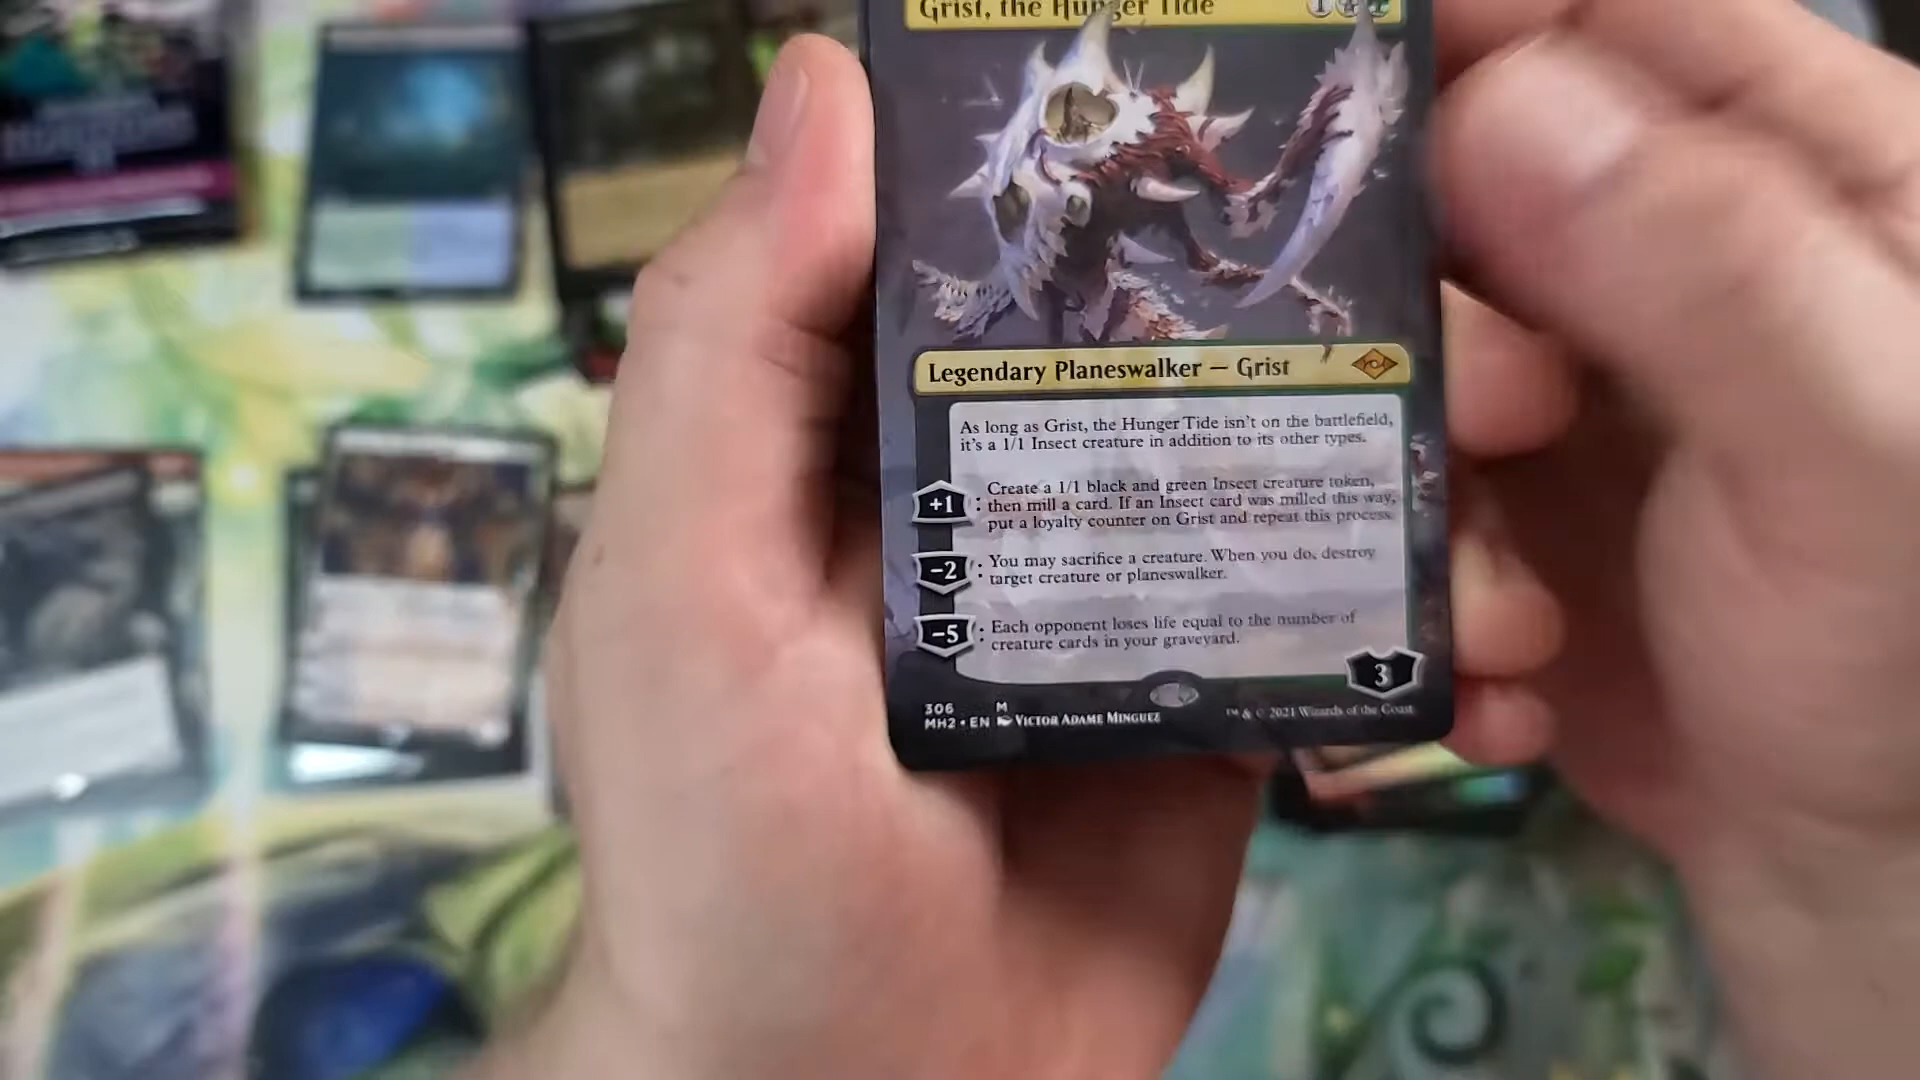 Grist, the Hunger Tide
Legendary Planeswalker — Grist
As long as Grist, the Hunger Tide isn't on the battlefield,
it's a 1/1 Insect creature in addition to its other types.
+1 : Create a 1/1 black and green Insect creature token,
then mill a card. If an Insect card was milled this way,
put a loyalty counter on Grist and repeat this process.
−2 : You may sacrifice a creature. When you do, destroy
target creature or planeswalker.
−5 : Each opponent loses life equal to the number of
creature cards in your graveyard.
3
306 M
MH2 • EN VICTOR ADAME MINGUEZ
™ & © 2021 Wizards of the Coast